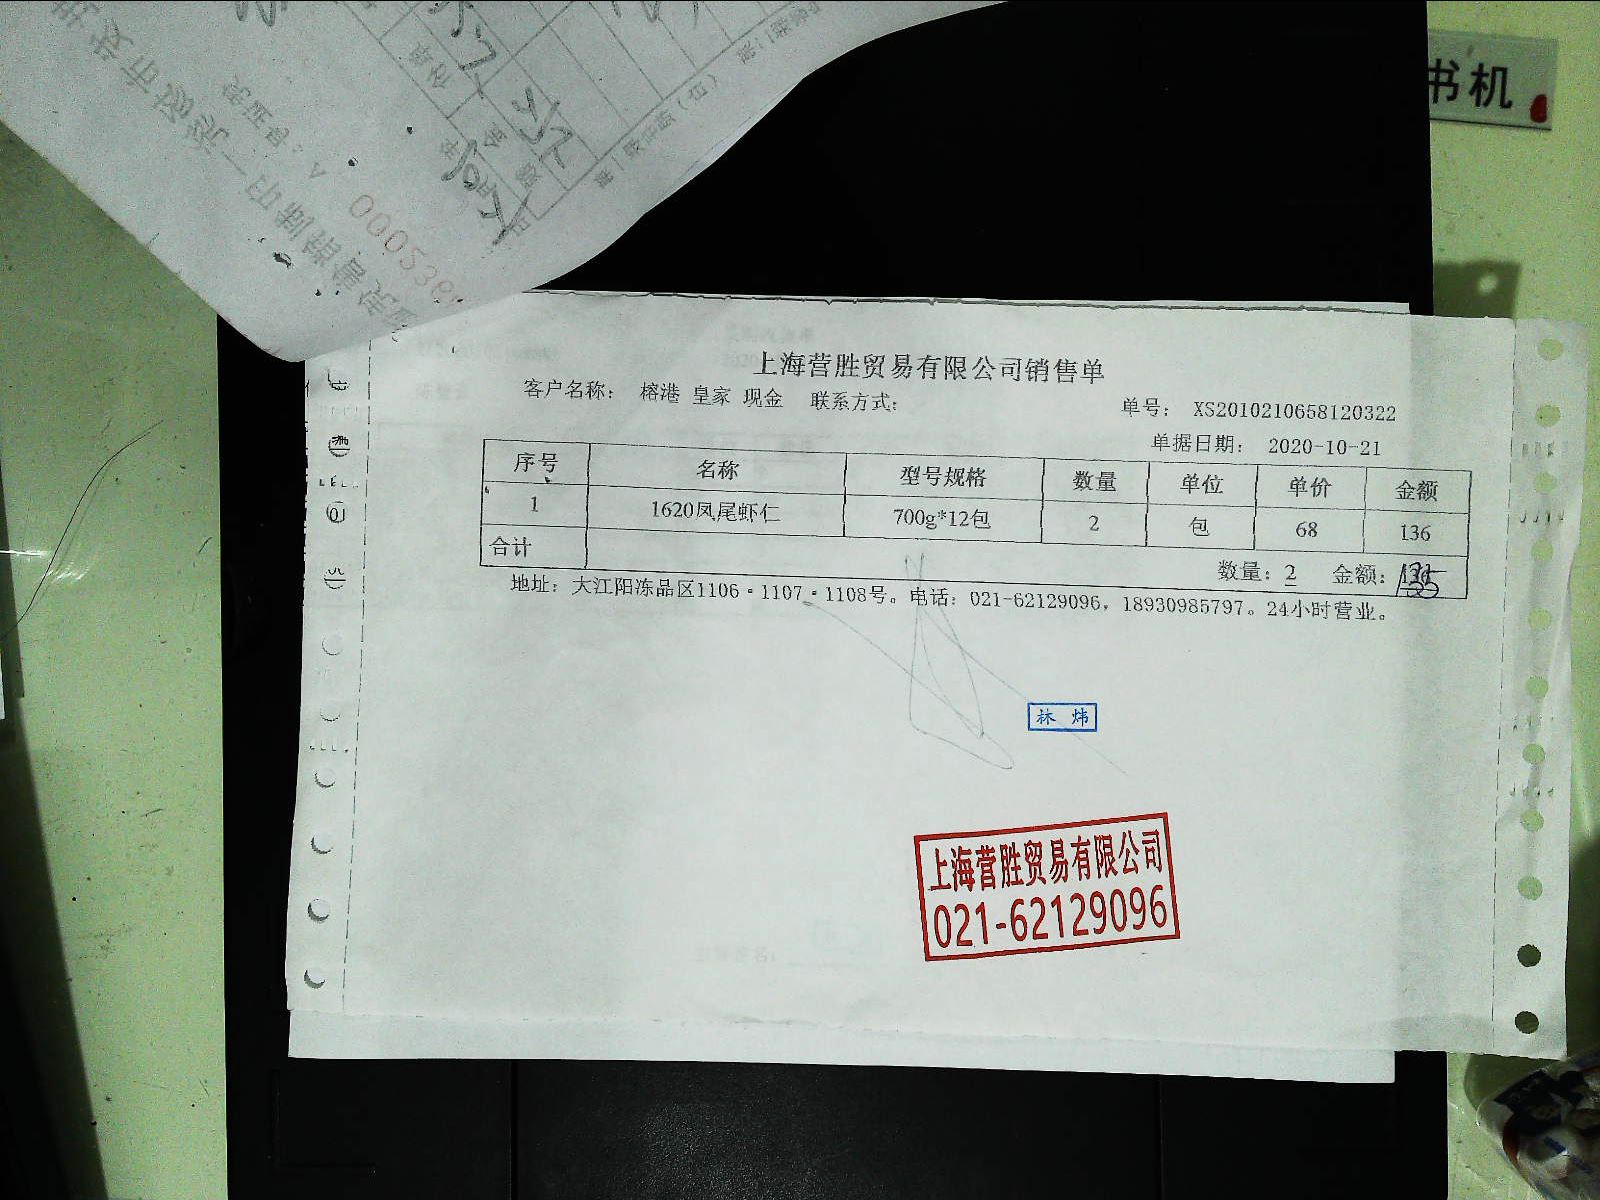 书机
00023
上海营胜贸易有限公司销售单
客户名称： 榕港 皇家 现金 联系方式：
单号： XS2010210658120322
单据日期： 2020-10-21
序号 名称 型号规格 数量 单位 单价 金额
1 1620凤尾虾仁 700g*12包 2 包 68 136
合计 数量：2 金额：
地址：大江阳冻品区1106·1107·1108号。电话：021-62129096，18930985797。24小时营业。
林 炜
上海营胜贸易有限公司
021-62129096